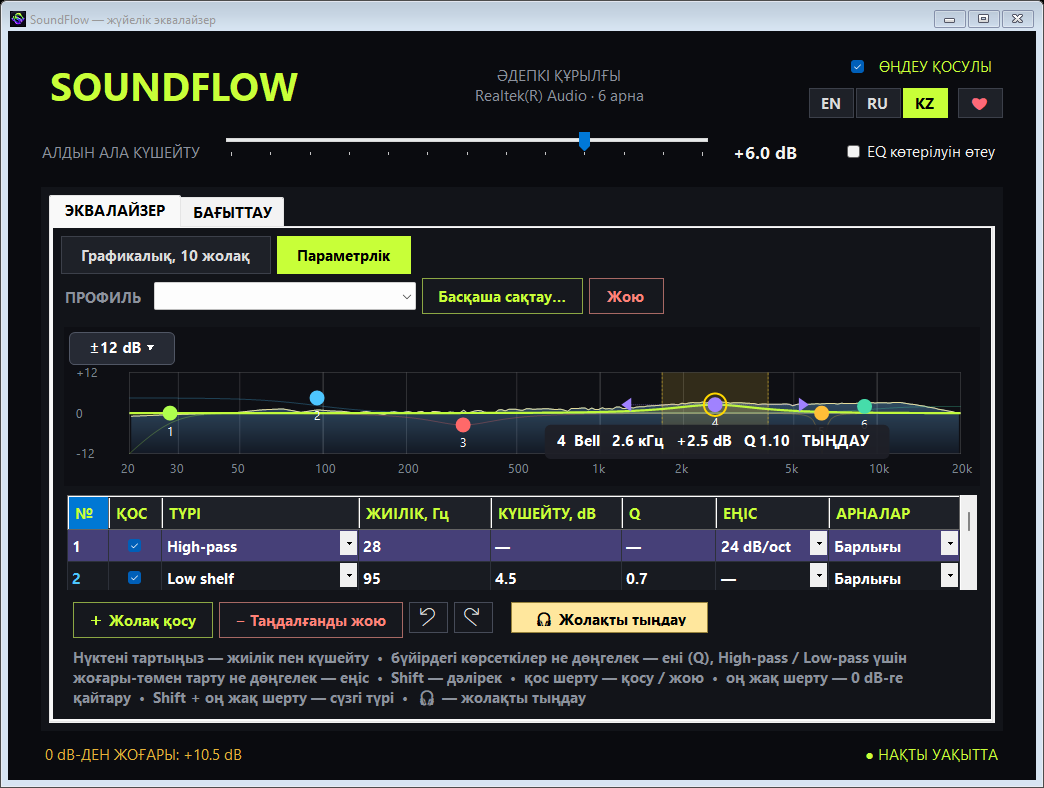 SoundFlow — жүйелік эквалайзер
SOUNDFLOW
ӘДЕПКІ ҚҰРЫЛҒЫ
Realtek(R) Audio · 6 арна
ӨҢДЕУ ҚОСУЛЫ
EN RU KZ
АЛДЫН АЛА КҮШЕЙТУ
+6.0 dB
EQ көтерілуін өтеу
ЭКВАЛАЙЗЕР БАҒЫТТАУ
Графикалық, 10 жолақ Параметрлік
ПРОФИЛЬ Басқаша сақтау... Жою
±12 dB
+12
0
-12
1
2
3
4
6
4 Bell 2.6 кГц +2.5 dB Q 1.10 ТЫҢДАУ
20 30 50 100 200 500 1k 2k 5k 10k 20k
№ ҚОС ТҮРІ ЖИІЛІК, Гц КҮШЕЙТУ, dB Q ЕҢІС АРНАЛАР
1 High-pass 28 — — 24 dB/oct Барлығы
2 Low shelf 95 4.5 0.7 — Барлығы
+ Жолақ қосу − Таңдалғанды жою Жолақты тыңдау
Нүктені тартыңыз — жиілік пен күшейту • бүйірдегі көрсеткілер не дөңгелек — ені (Q), High-pass / Low-pass үшін
жоғары-төмен тарту не дөңгелек — еңіс • Shift — дәлірек • қос шерту — қосу / жою • оң жақ шерту — 0 dB-ге
қайтару • Shift + оң жақ шерту — сүзгі түрі • 🎧 — жолақты тыңдау
0 dB-ДЕН ЖОҒАРЫ: +10.5 dB
● НАҚТЫ УАҚЫТТА